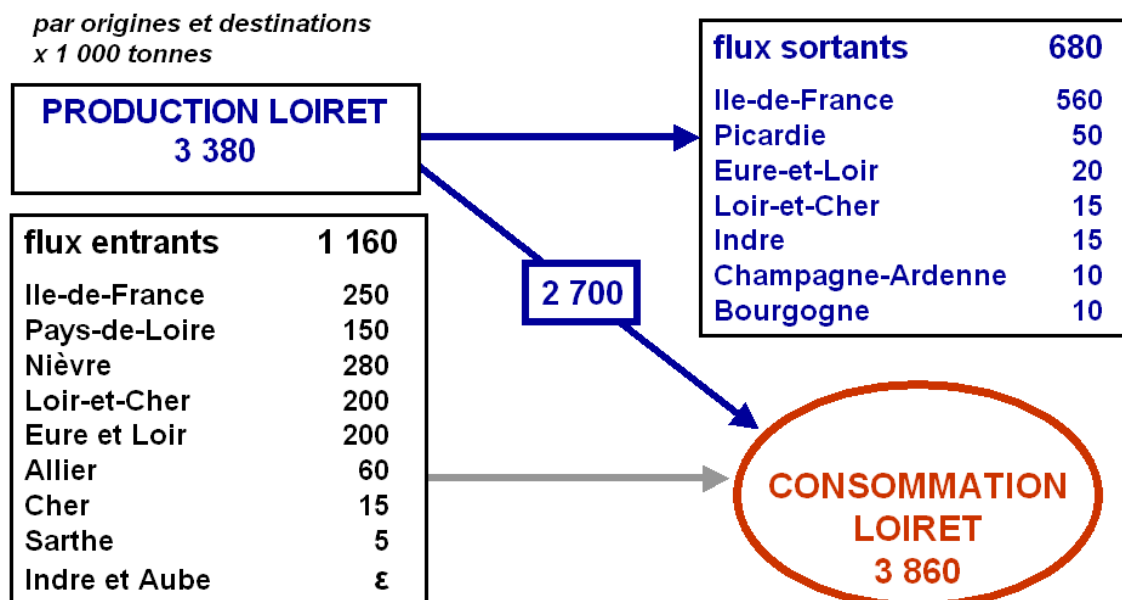 par origines et destinations
x 1 000 tonnes
PRODUCTION LOIRET
3 380
flux sortants 680
Ile-de-France 560
Picardie 50
Eure-et-Loir 20
Loir-et-Cher 15
Indre 15
Champagne-Ardenne 10
Bourgogne 10
flux entrants 1 160
Ile-de-France 250
Pays-de-Loire 150
Nièvre 280
Loir-et-Cher 200
Eure et Loir 200
Allier 60
Cher 15
Sarthe 5
Indre et Aube ε
2 700
CONSOMMATION
LOIRET
3 860